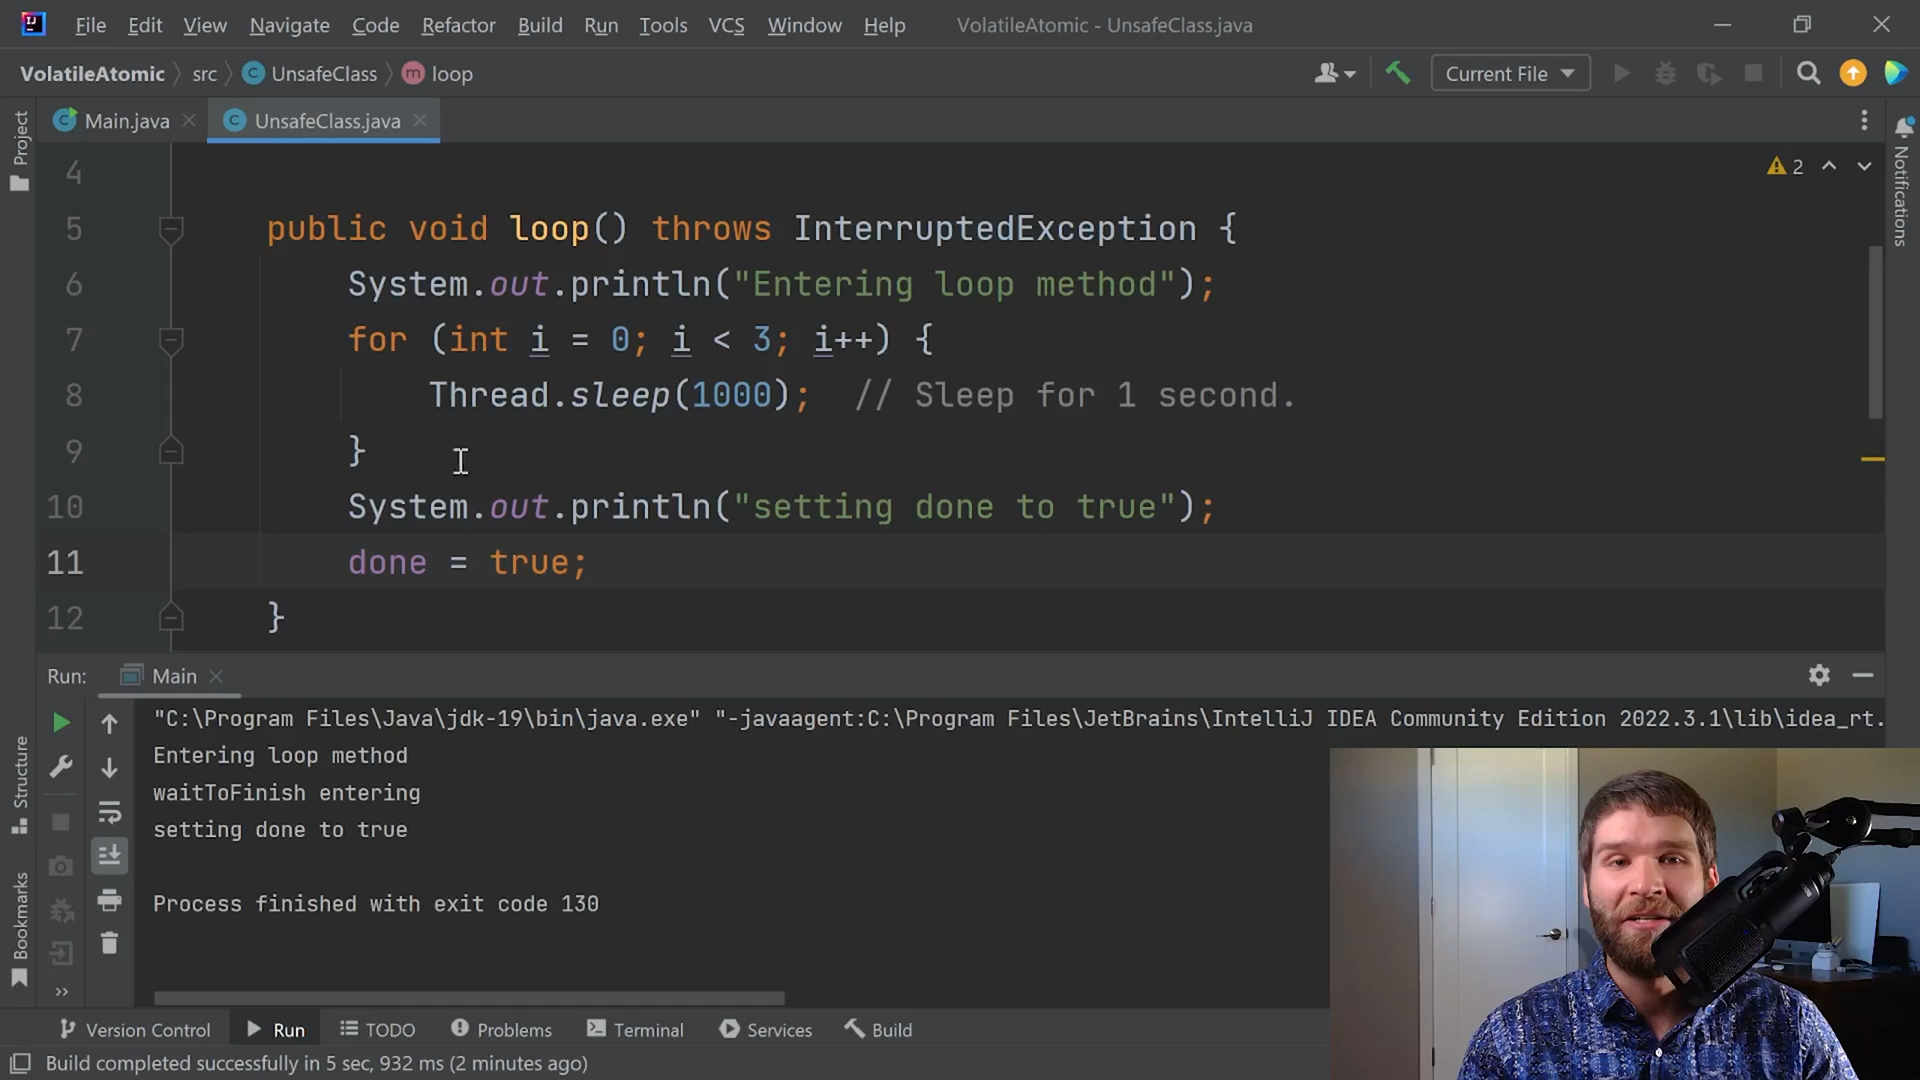 File Edit View Navigate Code Refactor Build Run Tools VCS Window Help VolatileAtomic - UnsafeClass.java
VolatileAtomic src UnsafeClass m loop Current File
Main.java UnsafeClass.java
Project
Notifications
2
4
5 public void loop() throws InterruptedException {
6 System.out.println("Entering loop method");
7 for (int i = 0; i < 3; i++) {
8 Thread.sleep(1000); // Sleep for 1 second.
9 }
10 System.out.println("setting done to true");
11 done = true;
12 }
Run: Main
"C:\Program Files\Java\jdk-19\bin\java.exe" "-javaagent:C:\Program Files\JetBrains\IntelliJ IDEA Community Edition 2022.3.1\lib\idea_rt.
Entering loop method
waitToFinish entering
setting done to true
Process finished with exit code 130
Structure
Bookmarks
Version Control Run TODO Problems Terminal Services Build
Build completed successfully in 5 sec, 932 ms (2 minutes ago)